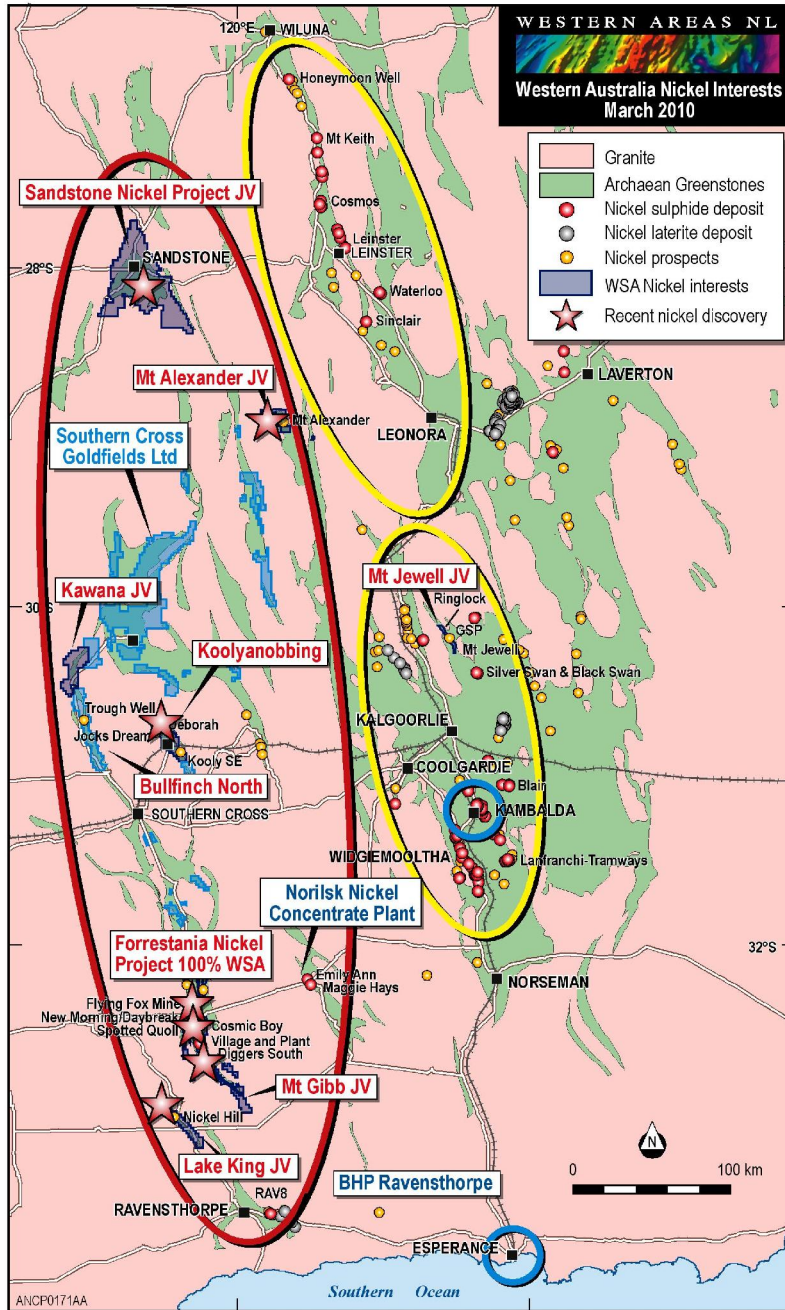 WESTERN AREAS NL
Western Australia Nickel Interests
March 2010
Granite
Archaean Greenstones
Nickel sulphide deposit
Nickel laterite deposit
Nickel prospects
WSA Nickel interests
Recent nickel discovery
120°E
WILUNA
Honeymoon Well
Mt Keith
Sandstone Nickel Project JV
Cosmos
Leinster
LEINSTER
SANDSTONE
28°S
Waterloo
Sinclair
LAVERTON
Mt Alexander JV
Mt Alexander
LEONORA
Southern Cross
Goldfields Ltd
Kawana JV
30°S
Mt Jewell JV
Ringlock
GSP
Mt Jewell
Koolyanobbing
Silver Swan & Black Swan
Trough Well
Deborah
Jocks Dream
KALGOORLIE
Kooly SE
COOLGARDIE
Bullfinch North
Blair
SOUTHERN CROSS
KAMBALDA
WIDGIEMOOLTHA
Lanfranchi-Tramways
Norilsk Nickel
Concentrate Plant
32°S
Forrestania Nickel
Project 100% WSA
Emily Ann
Maggie Hays
NORSEMAN
Flying Fox Mine
New Morning/Daybreak
Spotted Quoll
Cosmic Boy
Village and Plant
Diggers South
Mt Gibb JV
Nickel Hill
Lake King JV
N
0
100 km
RAV8
BHP Ravensthorpe
RAVENSTHORPE
ESPERANCE
Southern Ocean
ANCP0171AA